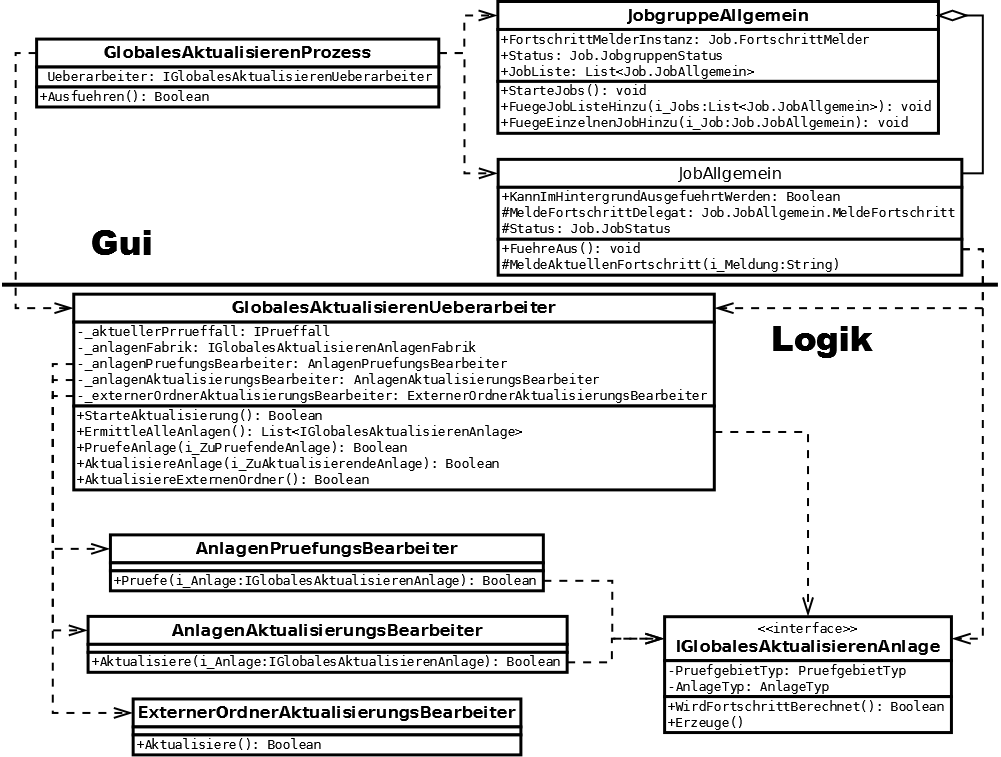 GlobalesAktualisierenProzess
Ueberarbeiter: IGlobalesAktualisierenUeberarbeiter
+Ausfuehren(): Boolean
JobgruppeAllgemein
+FortschrittMelderInstanz: Job.FortschrittMelder
+Status: Job.JobgruppenStatus
+JobListe: List<Job.JobAllgemein>
+StarteJobs(): void
+FuegeJobListeHinzu(i_Jobs:List<Job.JobAllgemein>): void
+FuegeEinzelnenJobHinzu(i_Job:Job.JobAllgemein): void
JobAllgemein
+KannImHintergrundAusgefuehrtWerden: Boolean
#MeldeFortschrittDelegat: Job.JobAllgemein.MeldeFortschritt
#Status: Job.JobStatus
+FuehreAus(): void
#MeldeAktuellenFortschritt(i_Meldung:String)
Gui
Logik
GlobalesAktualisierenUeberarbeiter
-_aktuellerPrrueffall: IPrueffall
-_anlagenFabrik: IGlobalesAktualisierenAnlagenFabrik
-_anlagenPruefungsBearbeiter: AnlagenPruefungsBearbeiter
-_anlagenAktualisierungsBearbeiter: AnlagenAktualisierungsBearbeiter
-_externerOrdnerAktualisierungsBearbeiter: ExternerOrdnerAktualisierungsBearbeiter
+StarteAktualisierung(): Boolean
+ErmittleAlleAnlagen(): List<IGlobalesAktualisierenAnlage>
+PruefeAnlage(i_ZuPruefendeAnlage): Boolean
+AktualisiereAnlage(i_ZuAktualisierendeAnlage): Boolean
+AktualisiereExternenOrdner(): Boolean
AnlagenPruefungsBearbeiter
+Pruefe(i_Anlage:IGlobalesAktualisierenAnlage): Boolean
AnlagenAktualisierungsBearbeiter
+Aktualisiere(i_Anlage:IGlobalesAktualisierenAnlage): Boolean
ExternerOrdnerAktualisierungsBearbeiter
+Aktualisiere(): Boolean
<<interface>>
IGlobalesAktualisierenAnlage
-PruefgebietTyp: PruefgebietTyp
-AnlageTyp: AnlageTyp
+WirdFortschrittBerechnet(): Boolean
+Erzeuge()